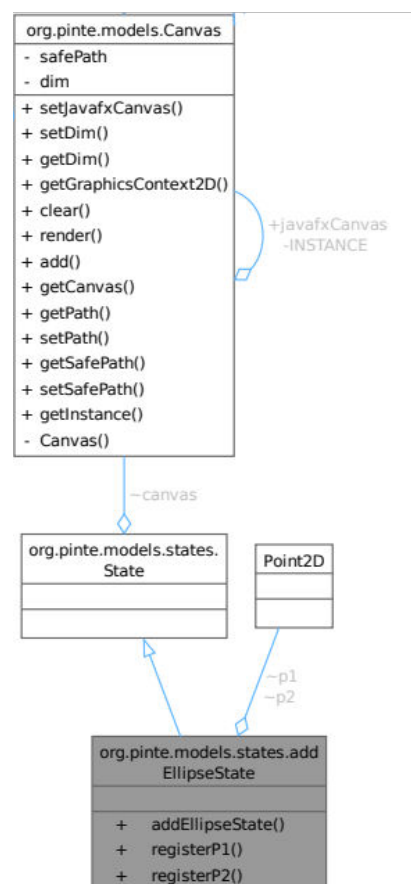 org.pinte.models.Canvas
- safePath
- dim
+ setJavafxCanvas()
+ setDim()
+ getDim()
+ getGraphicsContext2D()
+ clear()
+ render()
+ add()
+ getCanvas()
+ getPath()
+ setPath()
+ getSafePath()
+ setSafePath()
+ getInstance()
- Canvas()
+javafxCanvas
-INSTANCE
~canvas
org.pinte.models.states.
State
Point2D
~p1
~p2
org.pinte.models.states.add
EllipseState
+ addEllipseState()
+ registerP1()
+ registerP2()